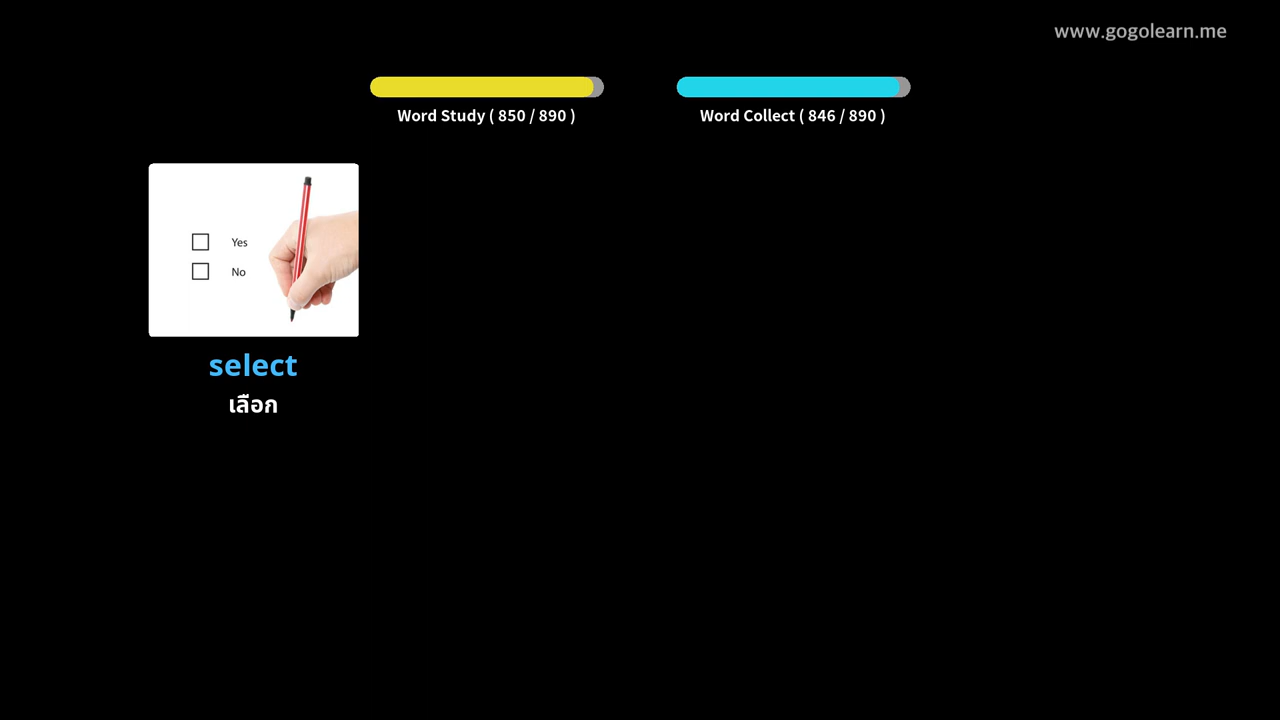 www.gogolearn.me
Word Study ( 850 / 890 )
Word Collect ( 846 / 890 )
Yes
No
select
เลือก